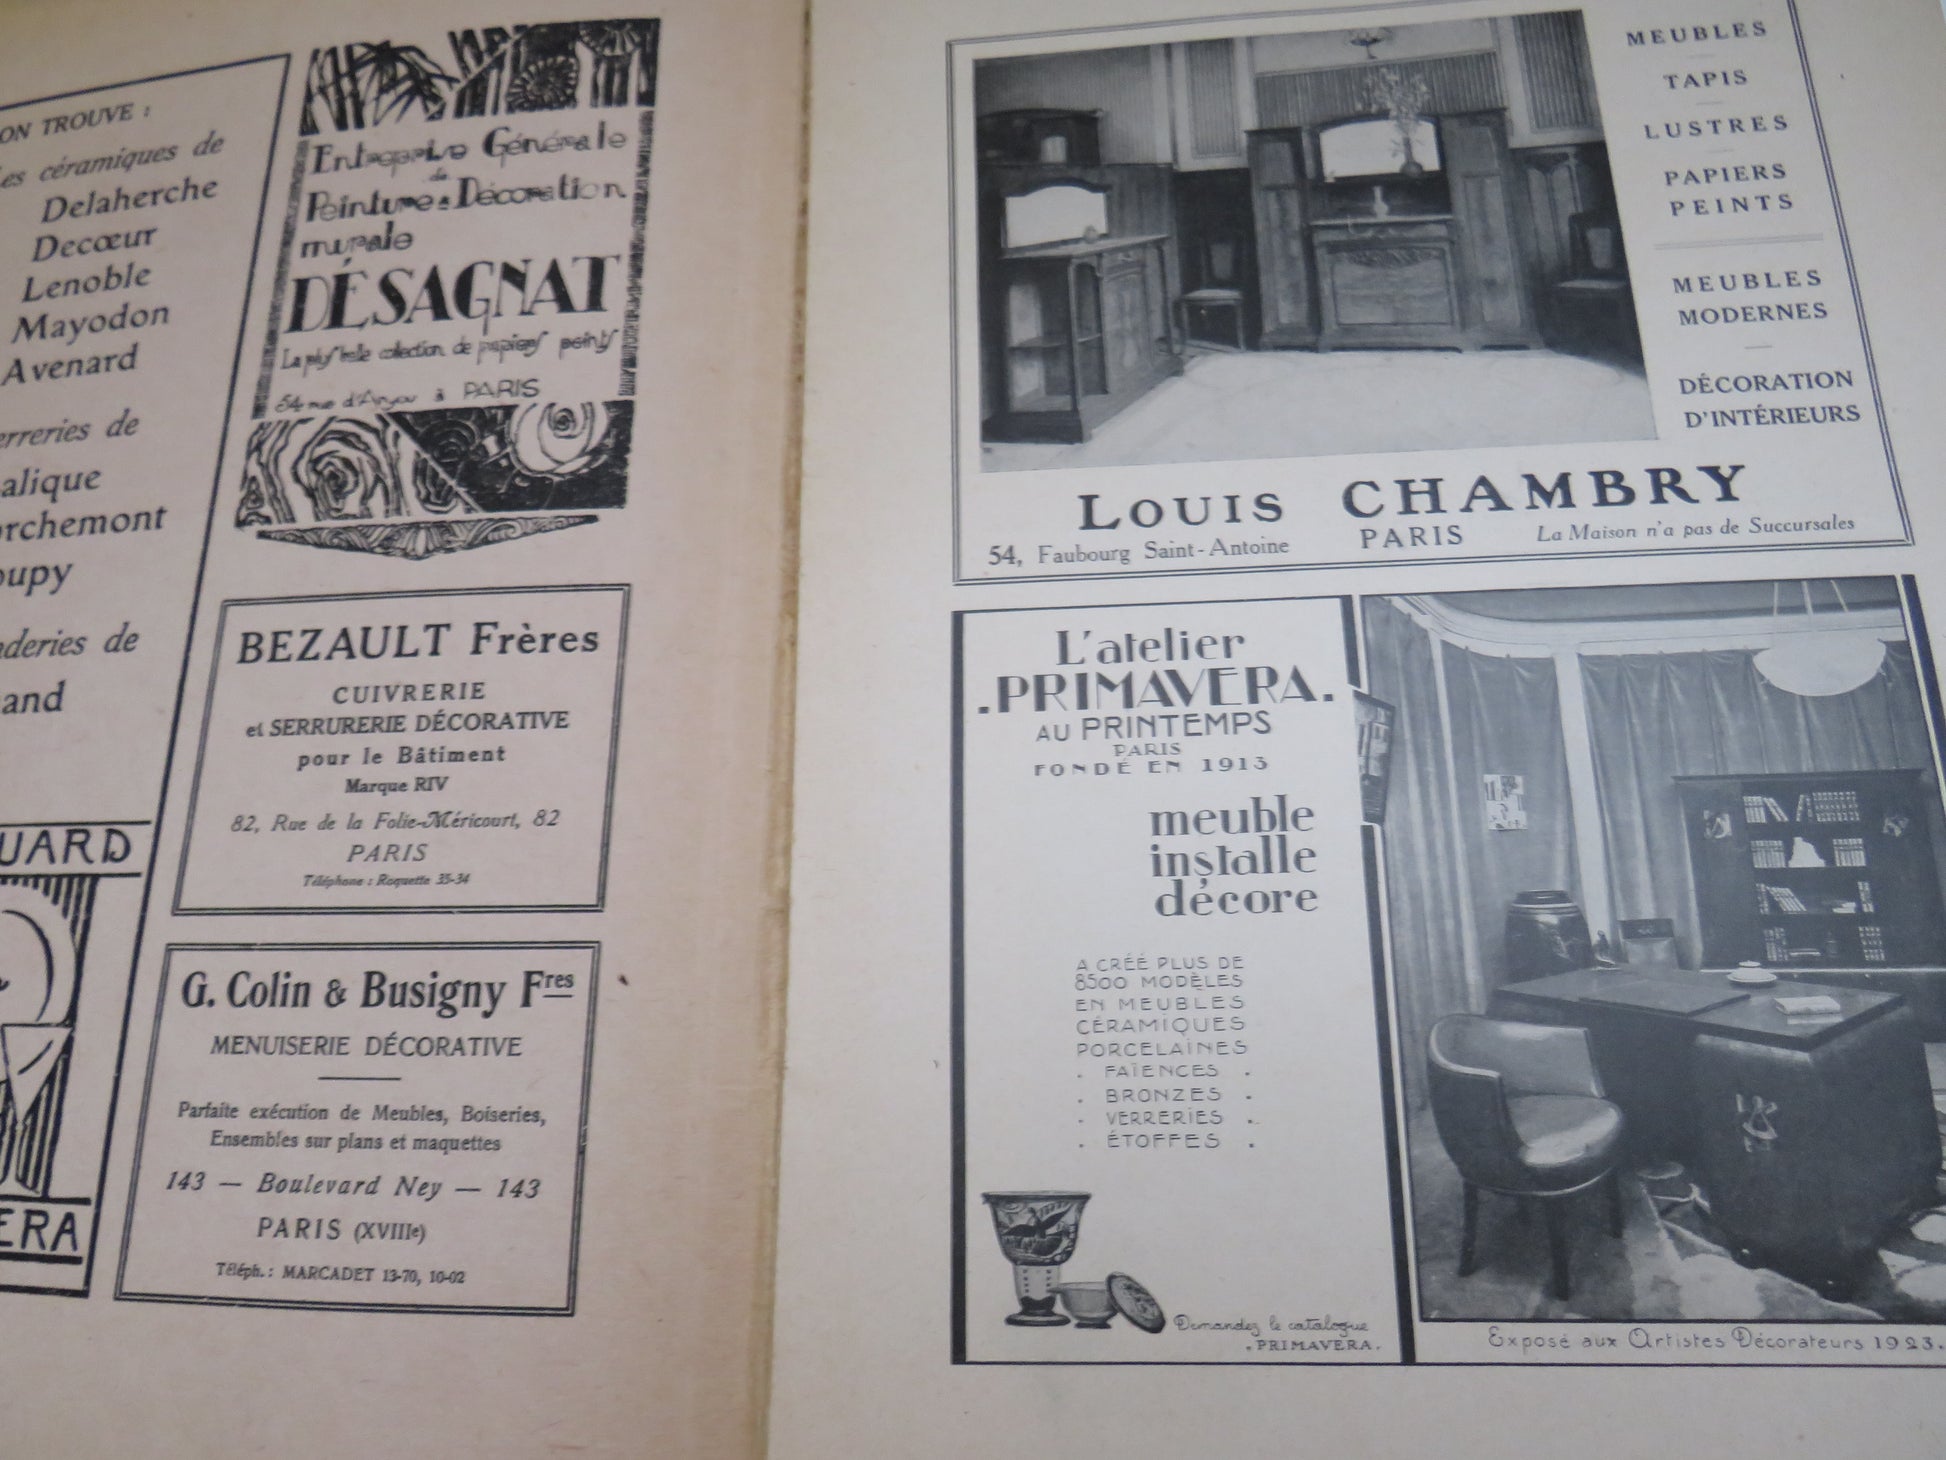 ON TROUVE :
es céramiques de
Delaherche
Decœur
Lenoble
Mayodon
Avenard
erreries de
alique
rchemont
oupy
deries de
and
UARD
ERA
Entreprise Générale
de
Peinture & Décoration
murale
DÉSAGNAT
La plus belle collection de papiers peints
54 rue d'Anjou à PARIS
BEZAULT Frères
CUIVRERIE
et SERRURERIE DÉCORATIVE
pour le Bâtiment
Marque RIV
82, Rue de la Folie-Méricourt, 82
PARIS
Téléphone : Roquette 35-34
G. Colin & Busigny Fres
MENUISERIE DÉCORATIVE
Parfaite exécution de Meubles, Boiseries,
Ensembles sur plans et maquettes
143 — Boulevard Ney — 143
PARIS (XVIIIe)
Téléph. : MARCADET 13-70, 10-02
MEUBLES
TAPIS
LUSTRES
PAPIERS
PEINTS
MEUBLES
MODERNES
DÉCORATION
D'INTÉRIEURS
LOUIS CHAMBRY
54, Faubourg Saint-Antoine PARIS La Maison n'a pas de Succursales
L'atelier
.PRIMAVERA.
AU PRINTEMPS
PARIS
FONDÉ EN 1913
meuble
installe
décore
A CRÉÉ PLUS DE
8500 MODÈLES
EN MEUBLES
CÉRAMIQUES
PORCELAINES
. FAÏENCES .
. BRONZES .
. VERRERIES .
. ÉTOFFES .
Demandez le catalogue
.PRIMAVERA.
Exposé aux Artistes Décorateurs 1923.